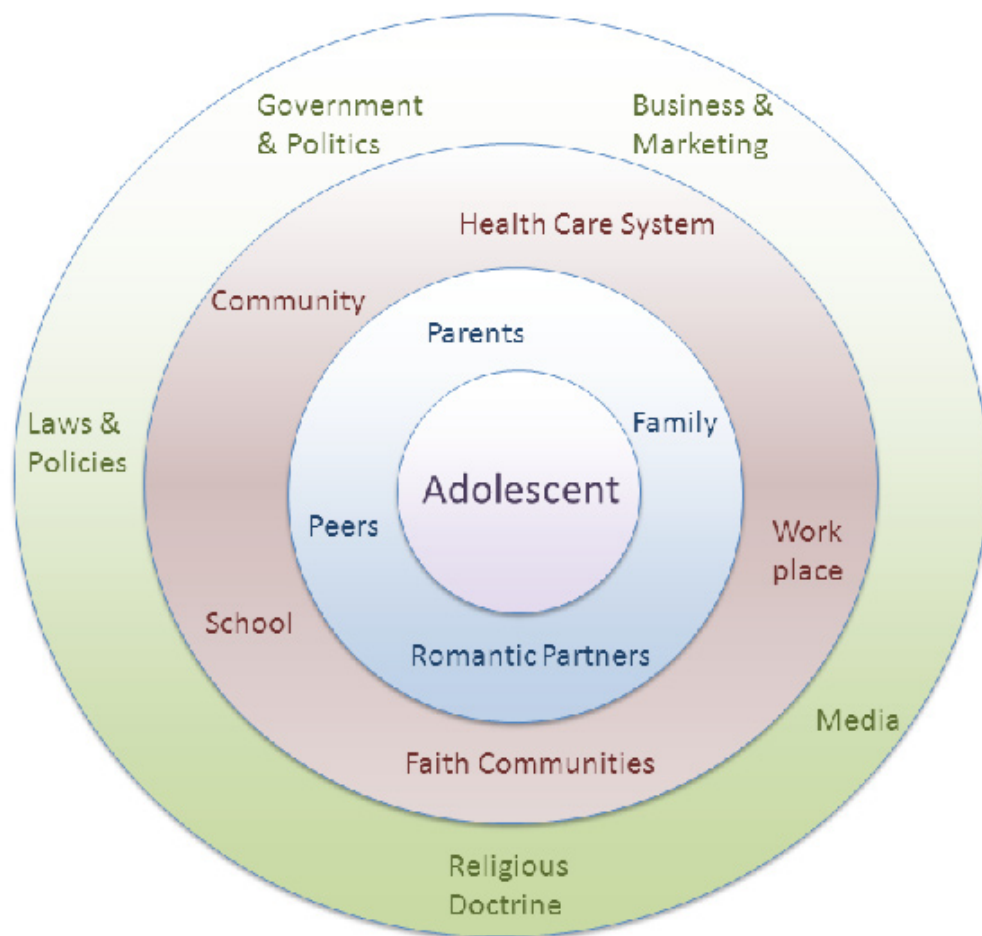 Government
& Politics
Business &
Marketing
Health Care System
Community
Parents
Laws &
Policies
Family
Adolescent
Peers
Work
place
School
Romantic Partners
Media
Faith Communities
Religious
Doctrine